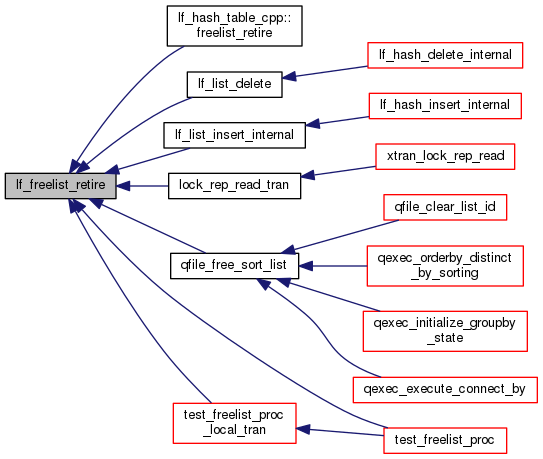 lf_hash_table_cpp::
freelist_retire
lf_list_delete
lf_hash_delete_internal
lf_list_insert_internal
lf_hash_insert_internal
lf_freelist_retire
lock_rep_read_tran
xtran_lock_rep_read
qfile_free_sort_list
qfile_clear_list_id
qexec_orderby_distinct
_by_sorting
qexec_initialize_groupby
_state
qexec_execute_connect_by
test_freelist_proc
_local_tran
test_freelist_proc